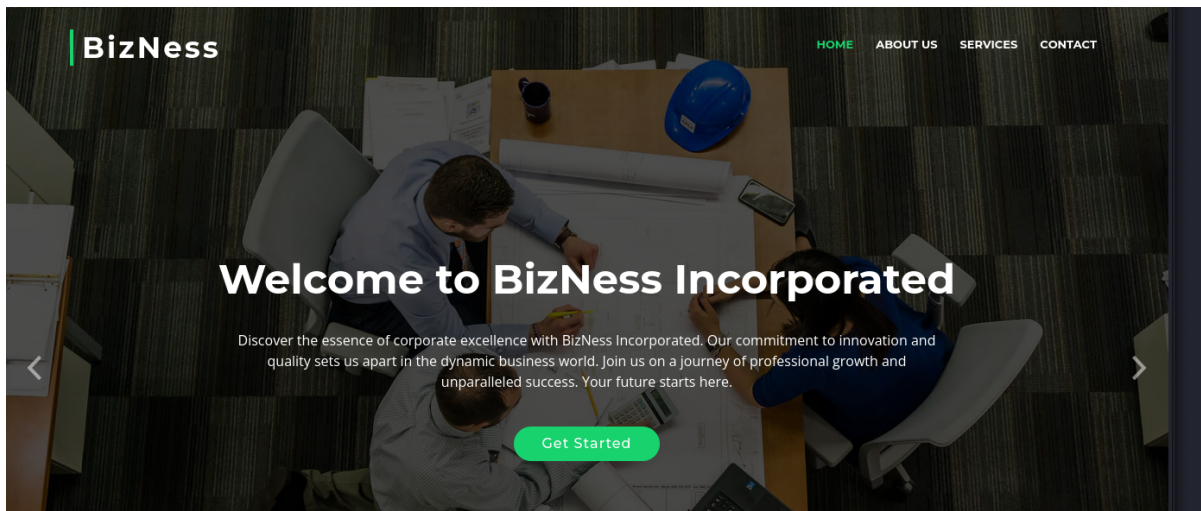 BizNess
HOME ABOUT US SERVICES CONTACT
Welcome to BizNess Incorporated
Discover the essence of corporate excellence with BizNess Incorporated. Our commitment to innovation and
quality sets us apart in the dynamic business world. Join us on a journey of professional growth and
unparalleled success. Your future starts here.
Get Started